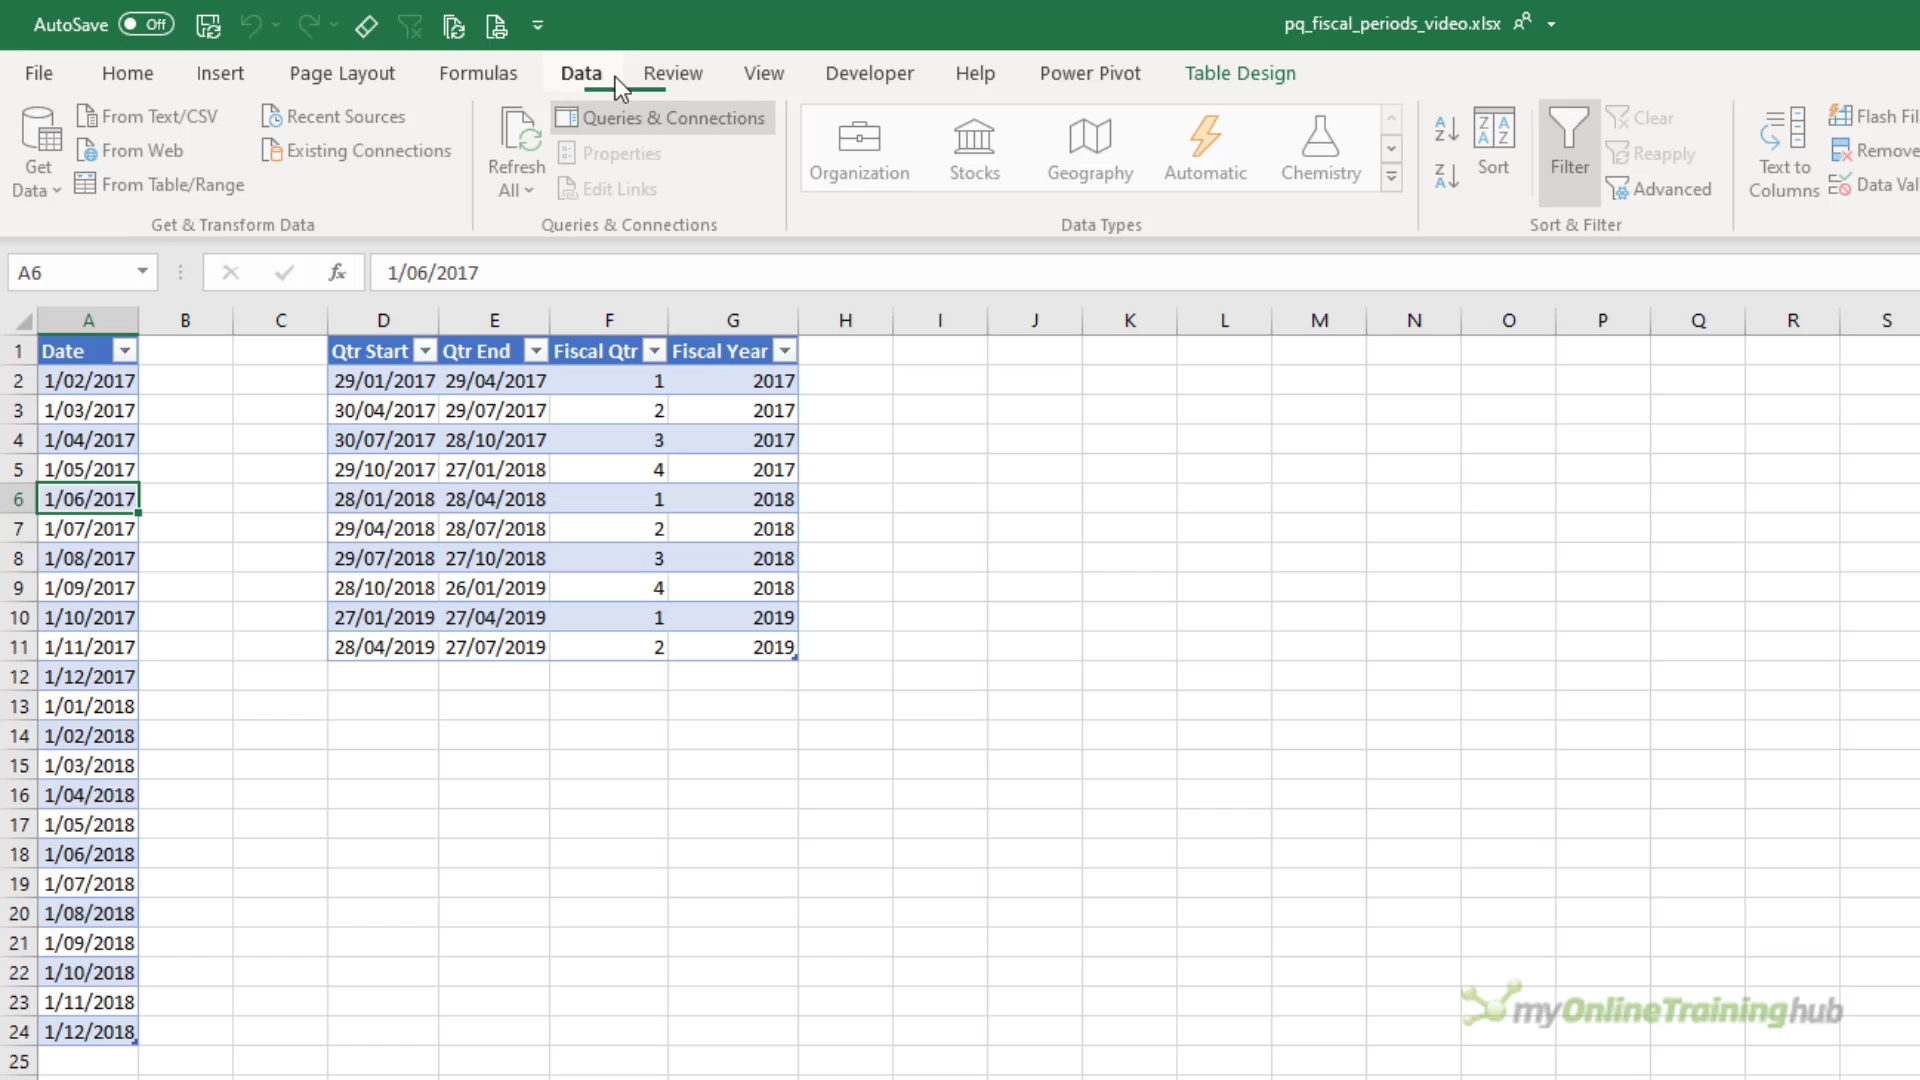 AutoSave Off pq_fiscal_periods_video.xlsx
File Home Insert Page Layout Formulas Data Review View Developer Help Power Pivot Table Design
Get Data
From Text/CSV
From Web
From Table/Range
Recent Sources
Existing Connections
Get & Transform Data
Refresh All
Queries & Connections
Properties
Edit Links
Queries & Connections
Organization Stocks Geography Automatic Chemistry
Data Types
Sort
Filter
Clear
Reapply
Advanced
Sort & Filter
Text to Columns
Flash Fil
Remove
Data Val
A6 fx 1/06/2017
A B C D E F G H I J K L M N O P Q R S
1 Date Qtr Start Qtr End Fiscal Qtr Fiscal Year
2 1/02/2017 29/01/2017 29/04/2017 1 2017
3 1/03/2017 30/04/2017 29/07/2017 2 2017
4 1/04/2017 30/07/2017 28/10/2017 3 2017
5 1/05/2017 29/10/2017 27/01/2018 4 2017
6 1/06/2017 28/01/2018 28/04/2018 1 2018
7 1/07/2017 29/04/2018 28/07/2018 2 2018
8 1/08/2017 29/07/2018 27/10/2018 3 2018
9 1/09/2017 28/10/2018 26/01/2019 4 2018
10 1/10/2017 27/01/2019 27/04/2019 1 2019
11 1/11/2017 28/04/2019 27/07/2019 2 2019
12 1/12/2017
13 1/01/2018
14 1/02/2018
15 1/03/2018
16 1/04/2018
17 1/05/2018
18 1/06/2018
19 1/07/2018
20 1/08/2018
21 1/09/2018
22 1/10/2018
23 1/11/2018
24 1/12/2018
25
myOnlineTraininghub